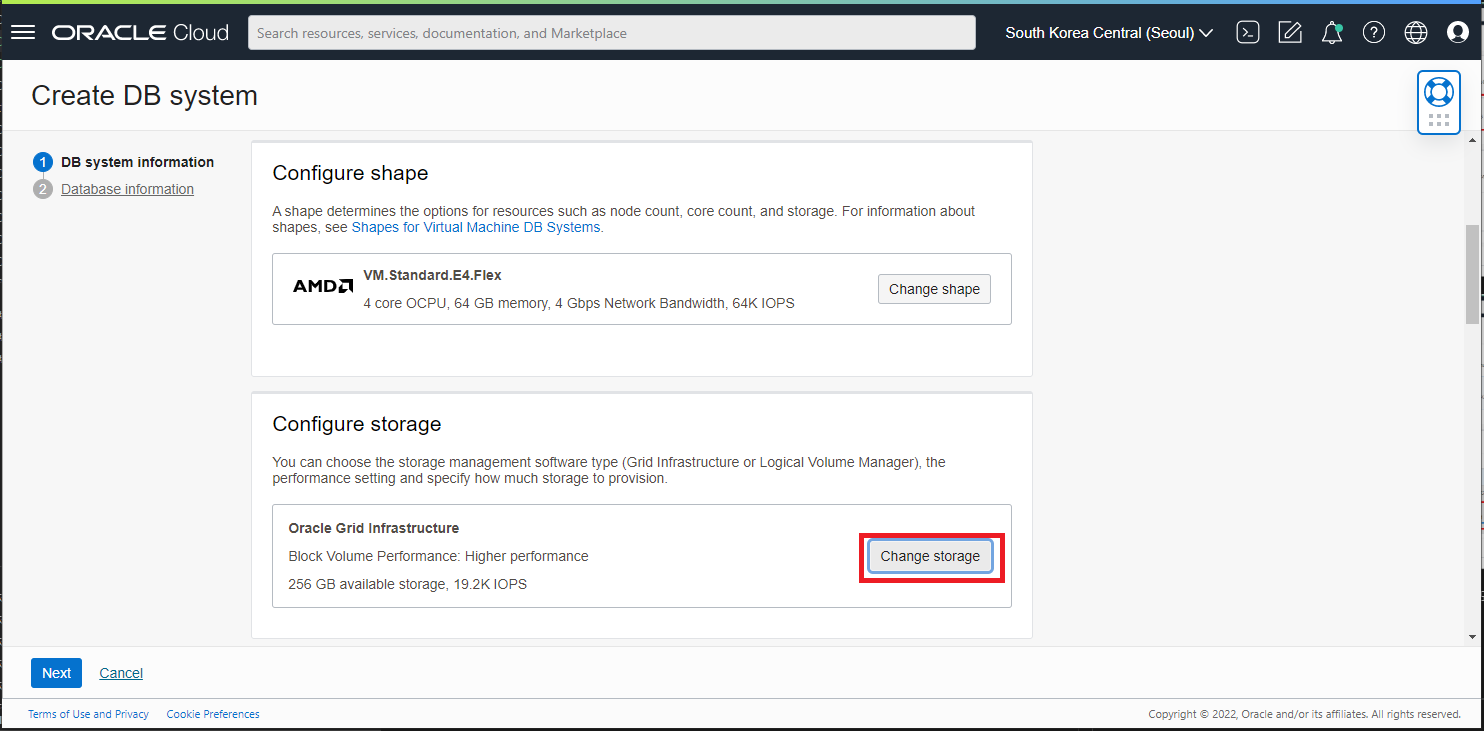 ORACLE Cloud
Search resources, services, documentation, and Marketplace
South Korea Central (Seoul)
Create DB system
1 DB system information
2 Database information
Configure shape
A shape determines the options for resources such as node count, core count, and storage. For information about
shapes, see Shapes for Virtual Machine DB Systems.
AMD
VM.Standard.E4.Flex
4 core OCPU, 64 GB memory, 4 Gbps Network Bandwidth, 64K IOPS
Change shape
Configure storage
You can choose the storage management software type (Grid Infrastructure or Logical Volume Manager), the
performance setting and specify how much storage to provision.
Oracle Grid Infrastructure
Block Volume Performance: Higher performance
256 GB available storage, 19.2K IOPS
Change storage
Next Cancel
Terms of Use and Privacy Cookie Preferences
Copyright © 2022, Oracle and/or its affiliates. All rights reserved.